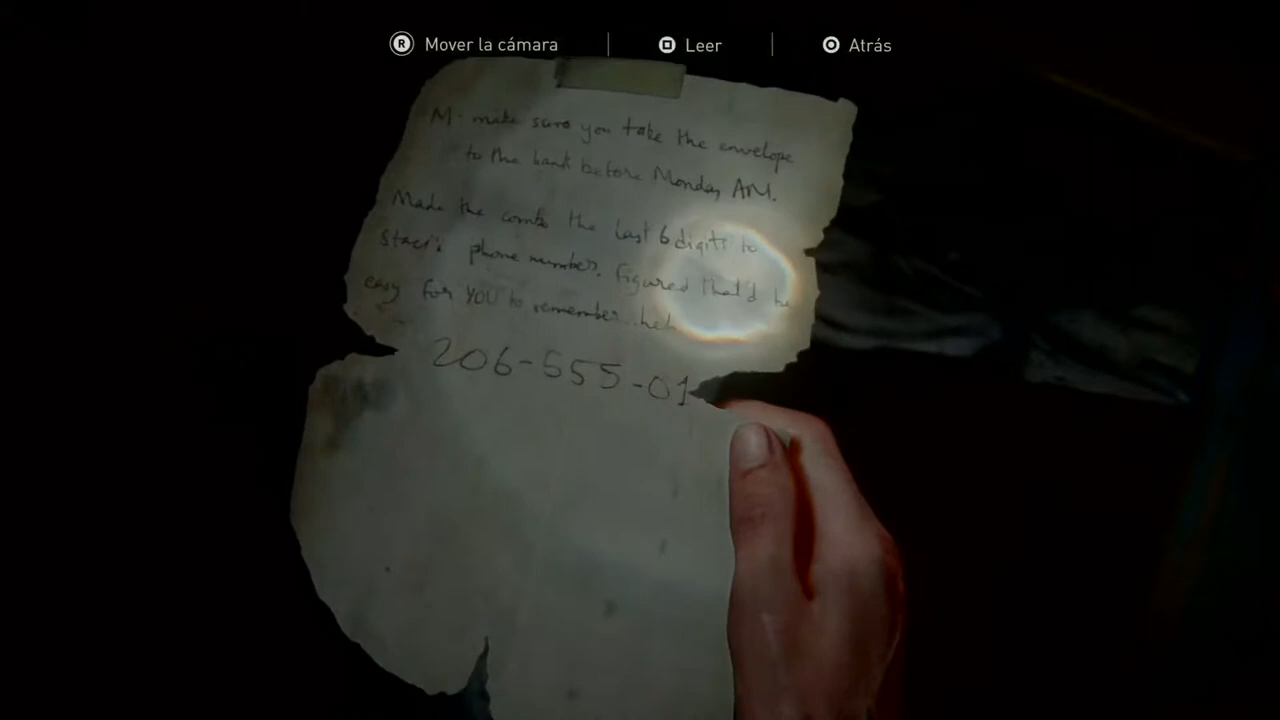 Mover la cámara Leer Atrás
M- make sure you take the envelope
to the bank before Monday AM.
Made the combo the last 6 digits to
Staci's phone number. Figured that'd be
easy for YOU to remember...heh
206-555-01